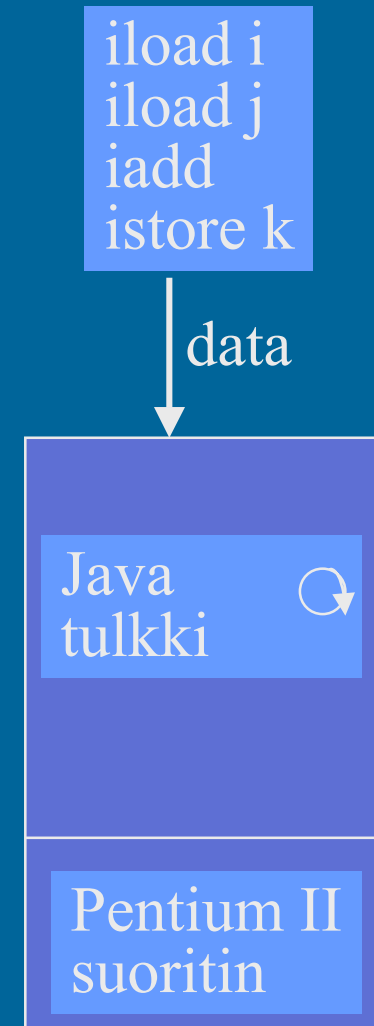 iload i
iload j
iadd
istore k
data
Java
tulkki
Pentium II
suoritin